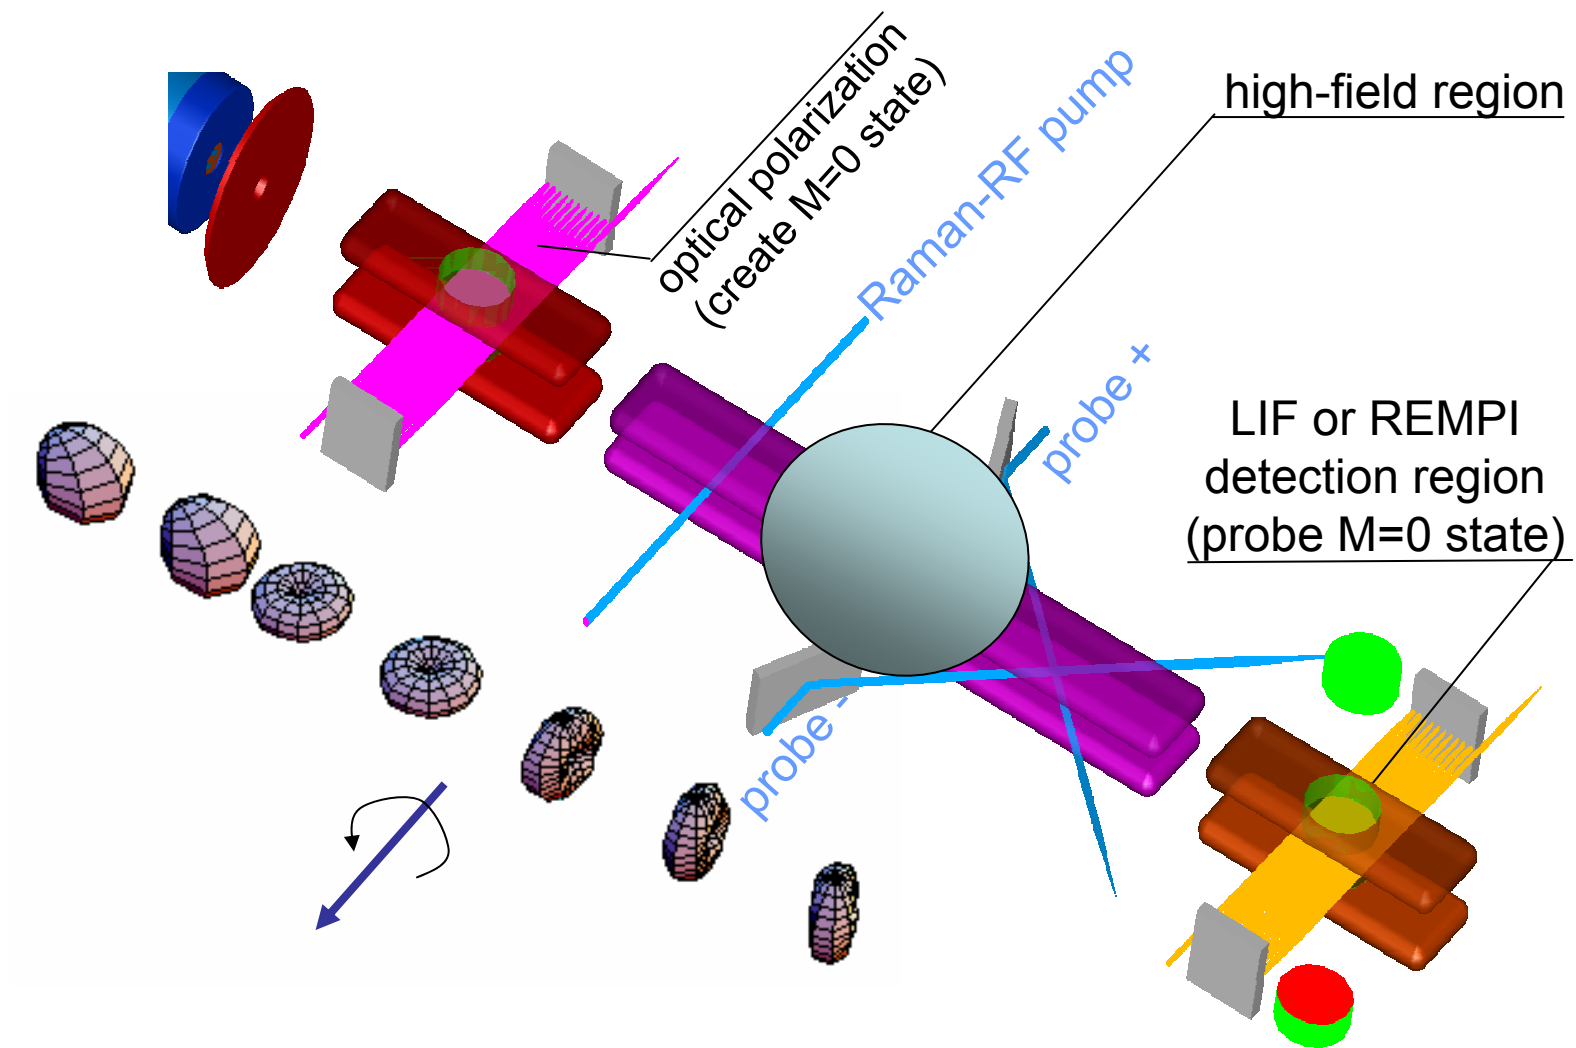 optical polarization
(create M=0 state)
Raman-RF pump
high-field region
probe +
LIF or REMPI
detection region
(probe M=0 state)
probe -